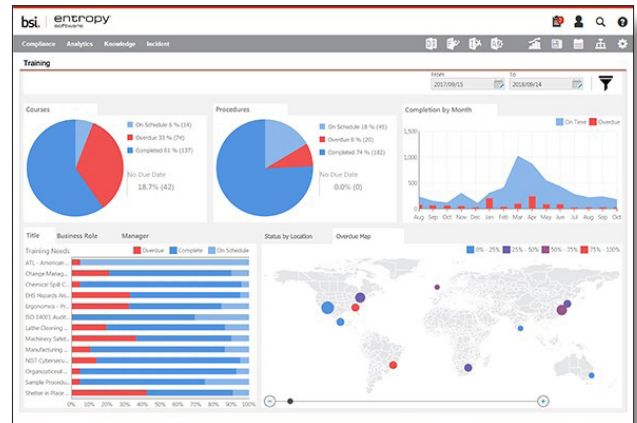 bsi. entropy
software
Compliance Analytics Knowledge Incident
Training
From To
2017/09/15 2018/09/14
Courses
On Schedule 6 % (14)
Overdue 33 % (74)
Completed 61 % (137)
No Due Date
18.7% (42)
Procedures
On Schedule 18 % (45)
Overdue 8 % (20)
Completed 74 % (182)
No Due Date
0.0% (0)
Completion by Month
On Time Overdue
1,500
1,000
500
0
Aug Sep Oct Nov Dec Jan Feb Mar Apr May Jun Jul Aug Sep Oct
Title Business Role Manager
Training Needs Overdue Complete On Schedule
ATL - American ...
Change Manag...
Chemical Spill C...
EHS Hazards An...
Ergonomics - Pr...
ISO 14001 Audit...
Lathe Cleaning ...
Machinery Safet...
Manufacturing ...
NIST Cybersecu...
Organizational ...
Sample Procedu...
Shelter in Place ...
0% 10% 20% 30% 40% 50% 60% 70% 80% 90% 100%
Status by Location Overdue Map
0% - 25% 25% - 50% 50% - 75% 75% - 100%